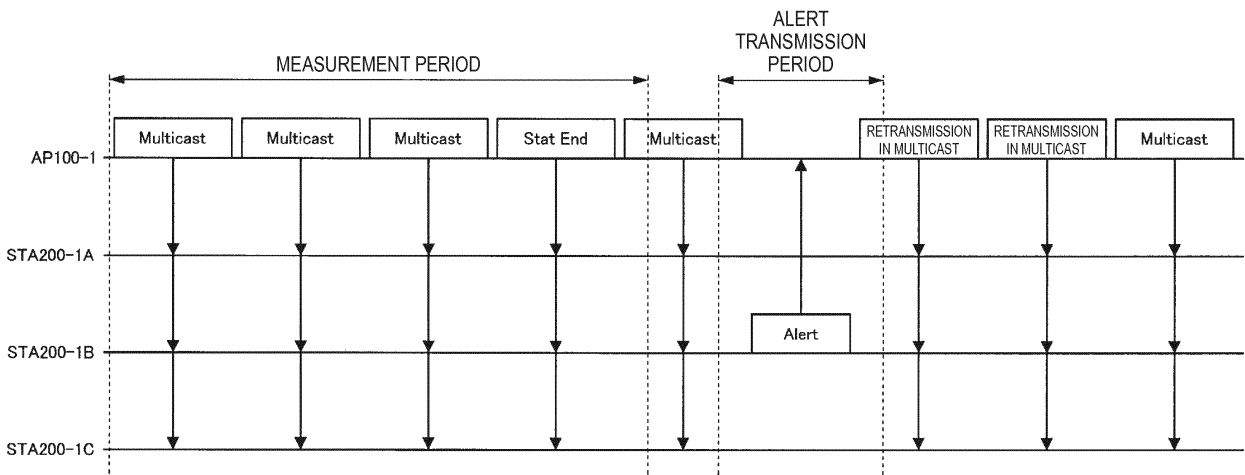 ALERT
TRANSMISSION
PERIOD
MEASUREMENT PERIOD
Multicast
Multicast
Multicast
Stat End
Multicast
RETRANSMISSION
IN MULTICAST
RETRANSMISSION
IN MULTICAST
Multicast
AP100-1
STA200-1A
Alert
STA200-1B
STA200-1C